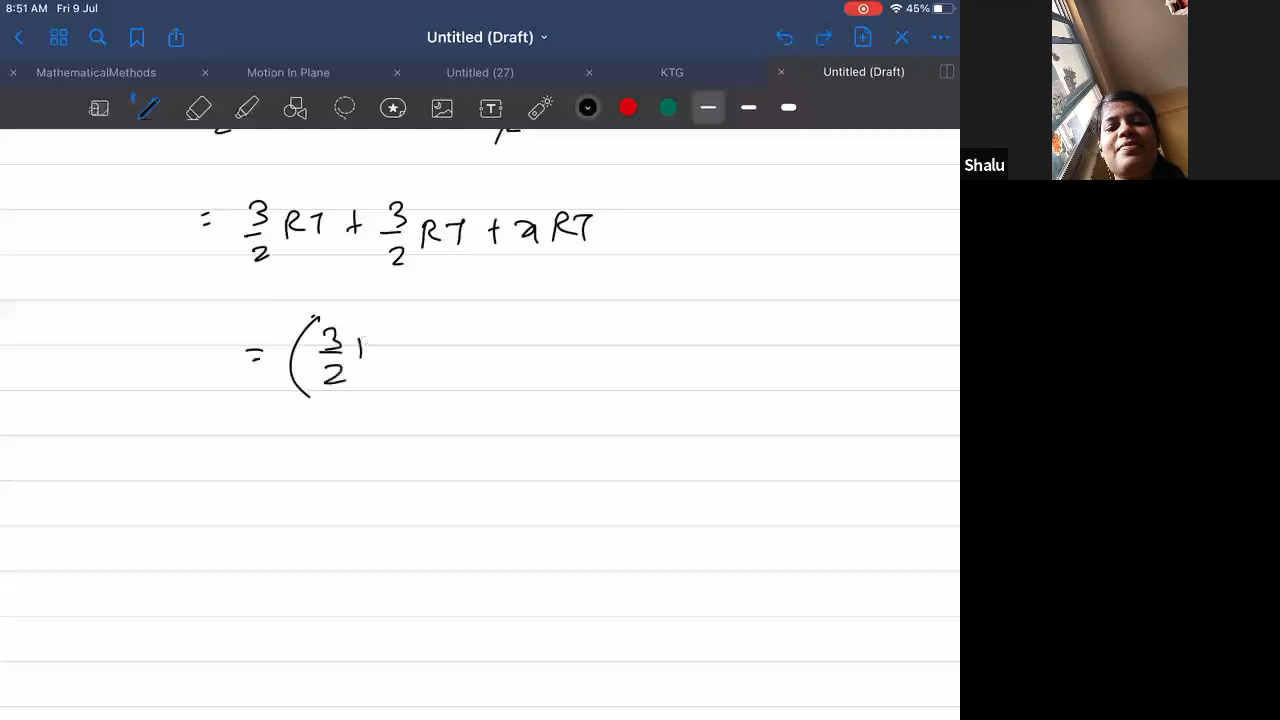 8:51 AM Fri 9 Jul 45%
Untitled (Draft)
MathematicalMethods Motion In Plane Untitled (27) KTG Untitled (Draft)
T
Shalu
= 3/2 RT + 3/2 RT + RT
= ( 3/2